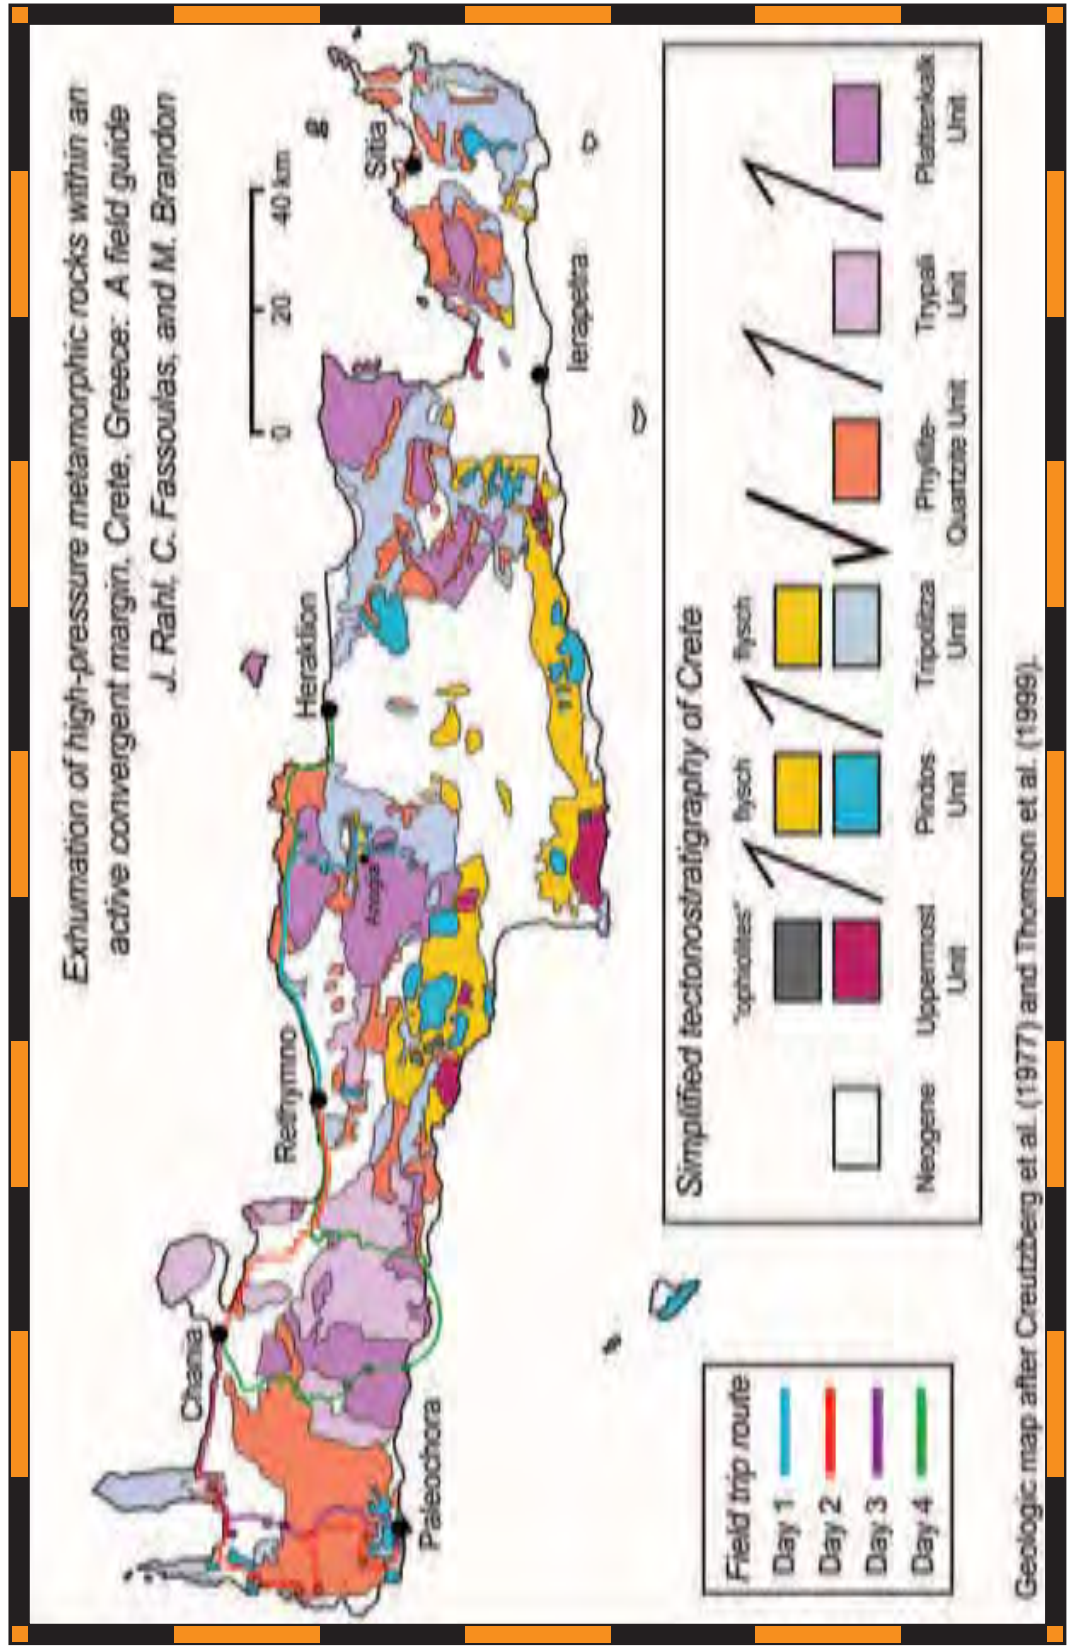 Exhumation of high-pressure metamorphic rocks within an
active convergent margin, Crete, Greece: A field guide
J. Rahl, C. Fassoulas, and M. Brandon
0
20
40 km
g
Chania
Rethymno
Heraklion
Sitia
Anogia
Paleochora
Ierapetra
Field trip route
Day 1
Day 2
Day 3
Day 4
Simplified tectonostratigraphy of Crete
"ophiolites"
flysch
flysch
Neogene
Uppermost
Unit
Pindos
Unit
Tripolitza
Unit
Phyllite-
Quartzite Unit
Trypali
Unit
Plattenkalk
Unit
Geologic map after Creutzberg et al. (1977) and Thomson et al. (1999).